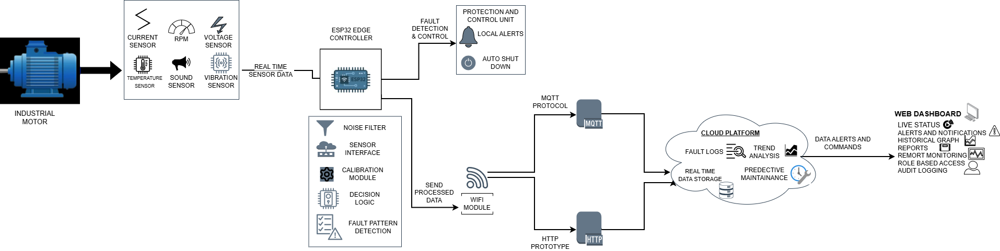 INDUSTRIAL
MOTOR
CURRENT
SENSOR
RPM
VOLTAGE
SENSOR
TEMPERATURE
SENSOR
SOUND
SENSOR
VIBRATION
SENSOR
REAL TIME
SENSOR DATA
ESP32 EDGE
CONTROLLER
ESP32
NOISE FILTER
SENSOR
INTERFACE
CALIBRATION
MODULE
DECISION
LOGIC
FAULT PATTERN
DETECTION
FAULT
DETECTION
& CONTROL
PROTECTION AND
CONTROL UNIT
LOCAL ALERTS
AUTO SHUT
DOWN
SEND
PROCESSED
DATA
WIFI
MODULE
MQTT
PROTOCOL
MQTT
HTTP
PROTOTYPE
HTTP
CLOUD PLATFORM
FAULT LOGS
TREND
ANALYSIS
REAL TIME
DATA STORAGE
PREDECTIVE
MAINTAINANCE
DATA ALERTS AND
COMMANDS
WEB DASHBOARD
LIVE STATUS
ALERTS AND NOTIFICATIONS
HISTORICAL GRAPH
REPORTS
REMORT MONITORING
ROLE BASED ACCESS
AUDIT LOGGING